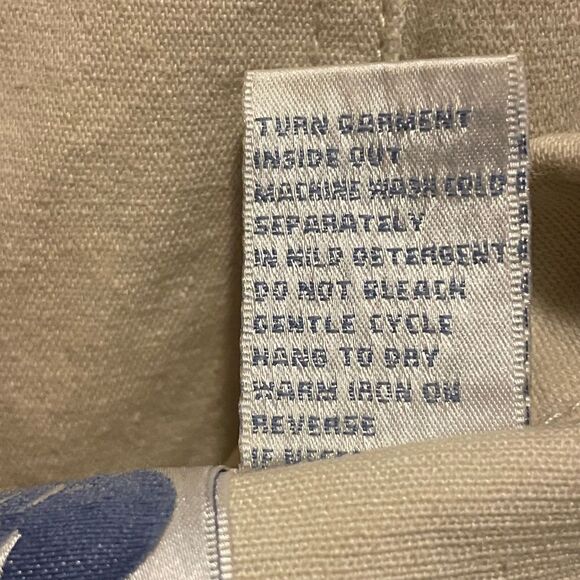 TURN GARMENT
INSIDE OUT
MACHINE WASH COLD
SEPARATELY
IN MILD DETERGENT
DO NOT BLEACH
GENTLE CYCLE
HANG TO DRY
WARM IRON ON
REVERSE
IF